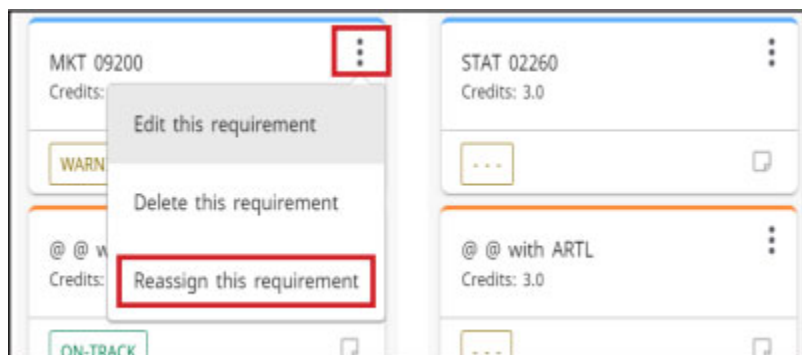 MKT 09200
Credits:
Edit this requirement
WARN
Delete this requirement
@ @ w
Credits:
Reassign this requirement
ON-TRACK
STAT 02260
Credits: 3.0
- - -
@ @ with ARTL
Credits: 3.0
- - -